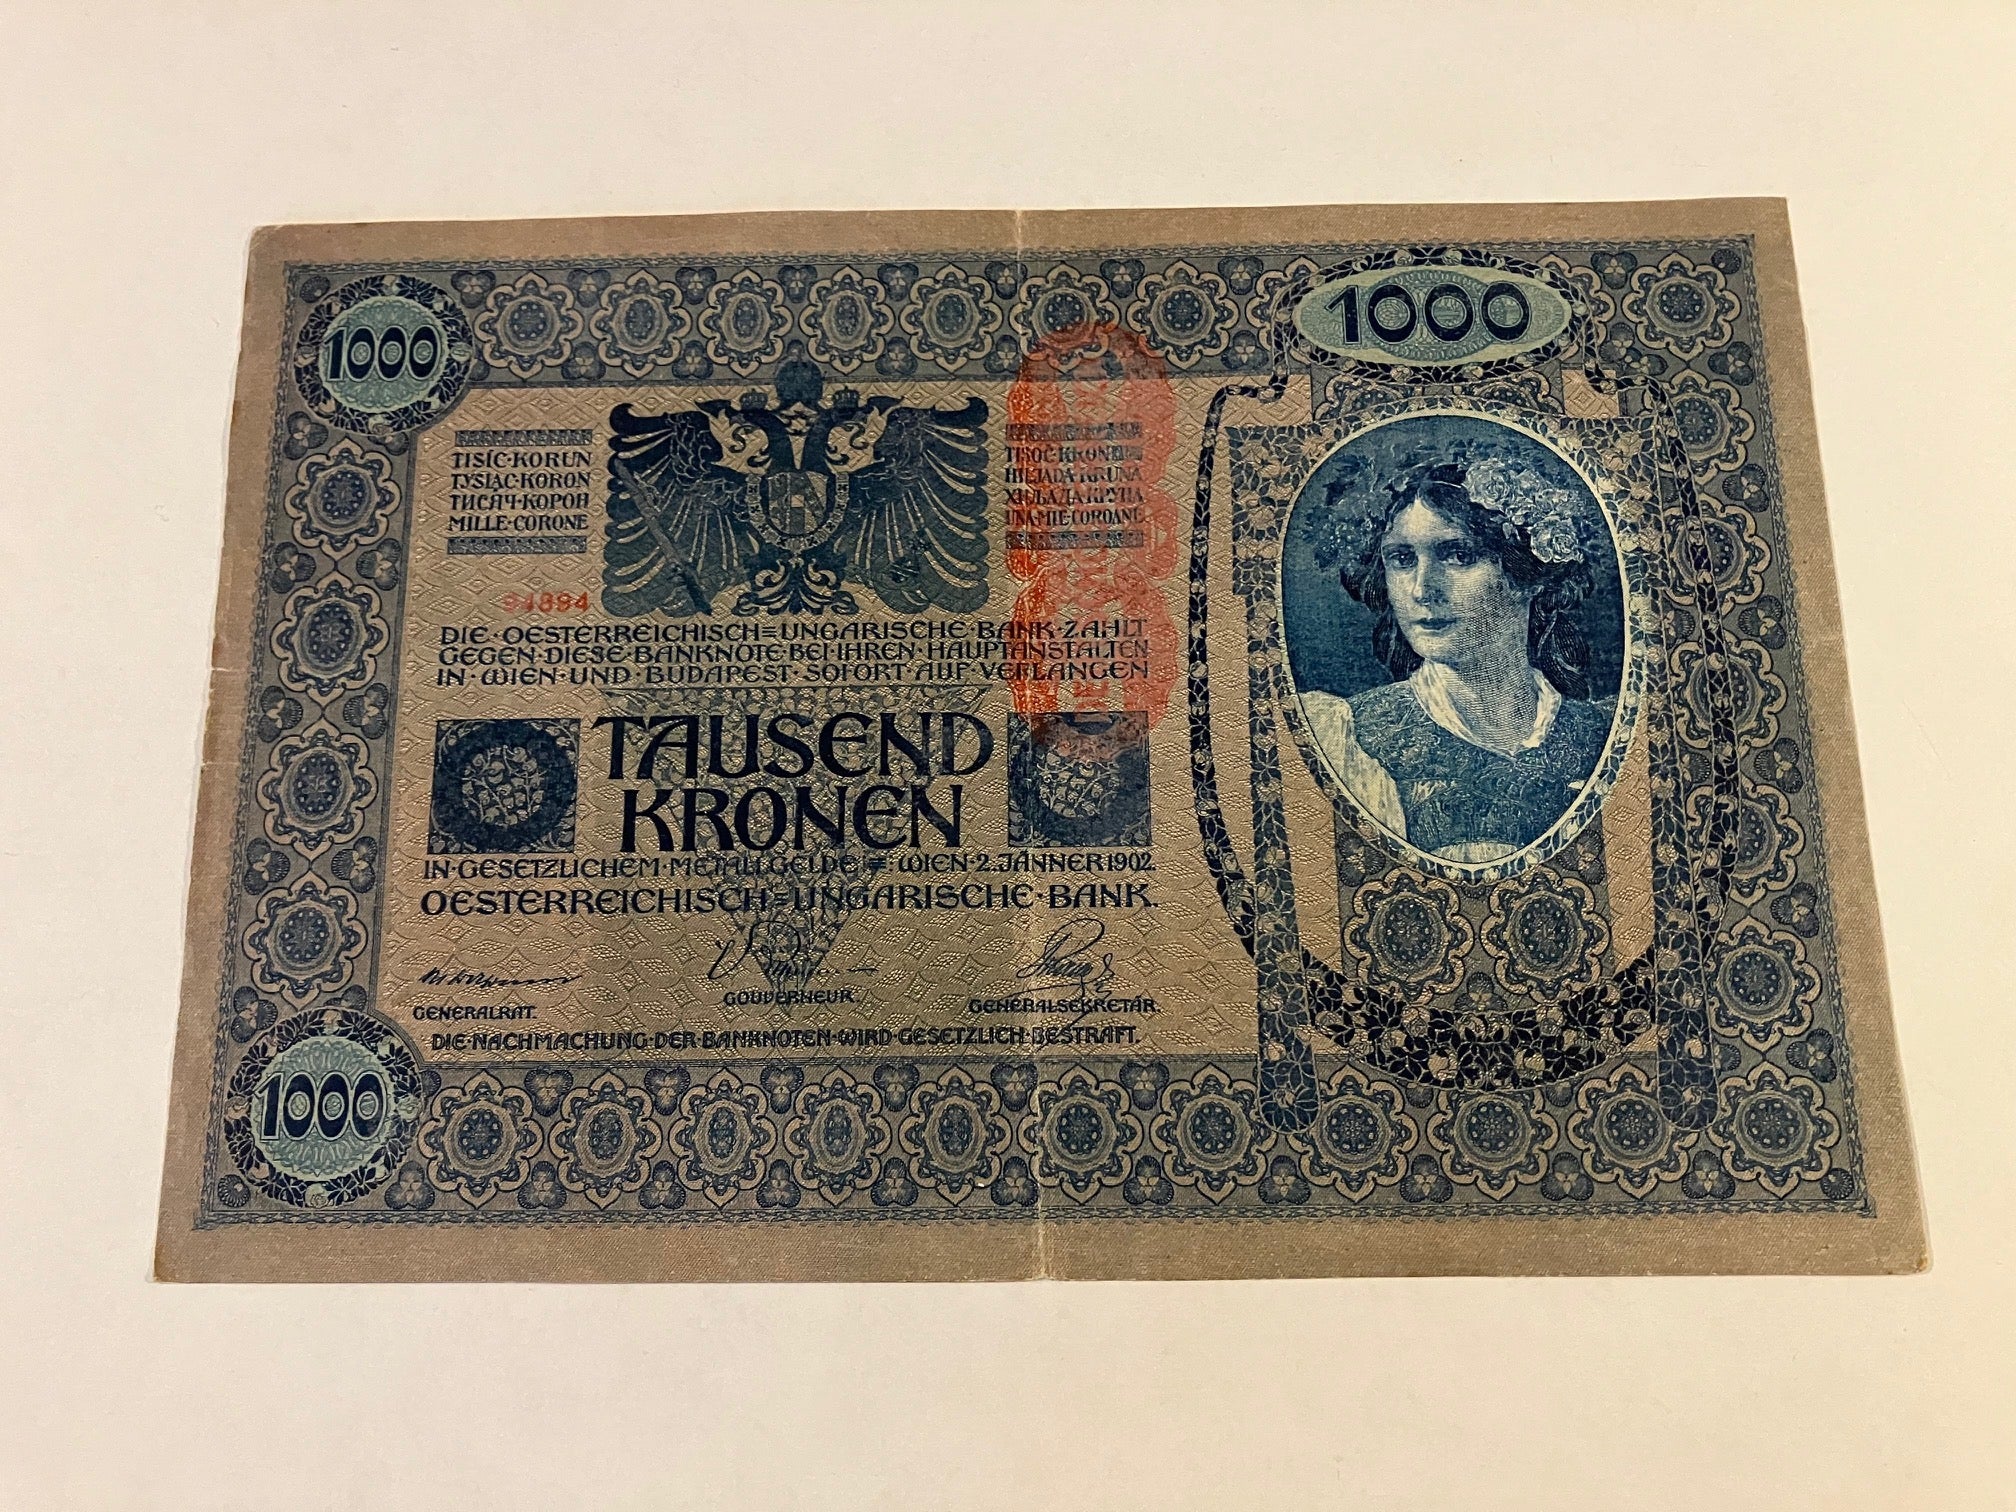 1000
1000
TISÍC·KORUN
TYSIĄC·KORON
ТИСЯЧ·КОРОН
MILLE·CORONE
TISOČ·KRON
HILJADA·KRUNA
ХИЉАДА·КРУНА
UNA·MIE·COROANE
94894
DIE·OESTERREICHISCH=UNGARISCHE·BANK·ZAHLT
GEGEN·DIESE·BANKNOTE·BEI·IHREN·HAUPTANSTALTEN
IN·WIEN·UND·BUDAPEST·SOFORT·AUF·VERLANGEN
TAUSEND
KRONEN
IN·GESETZLICHEM·METALLGELDE=:WIEN·2.JÄNNER1902.
OESTERREICHISCH=UNGARISCHE·BANK.
GENERALRAT.
GOUVERNEUR.
GENERALSEKRETÄR.
DIE·NACHMACHUNG·DER·BANKNOTEN·WIRD·GESETZLICH·BESTRAFT.
1000